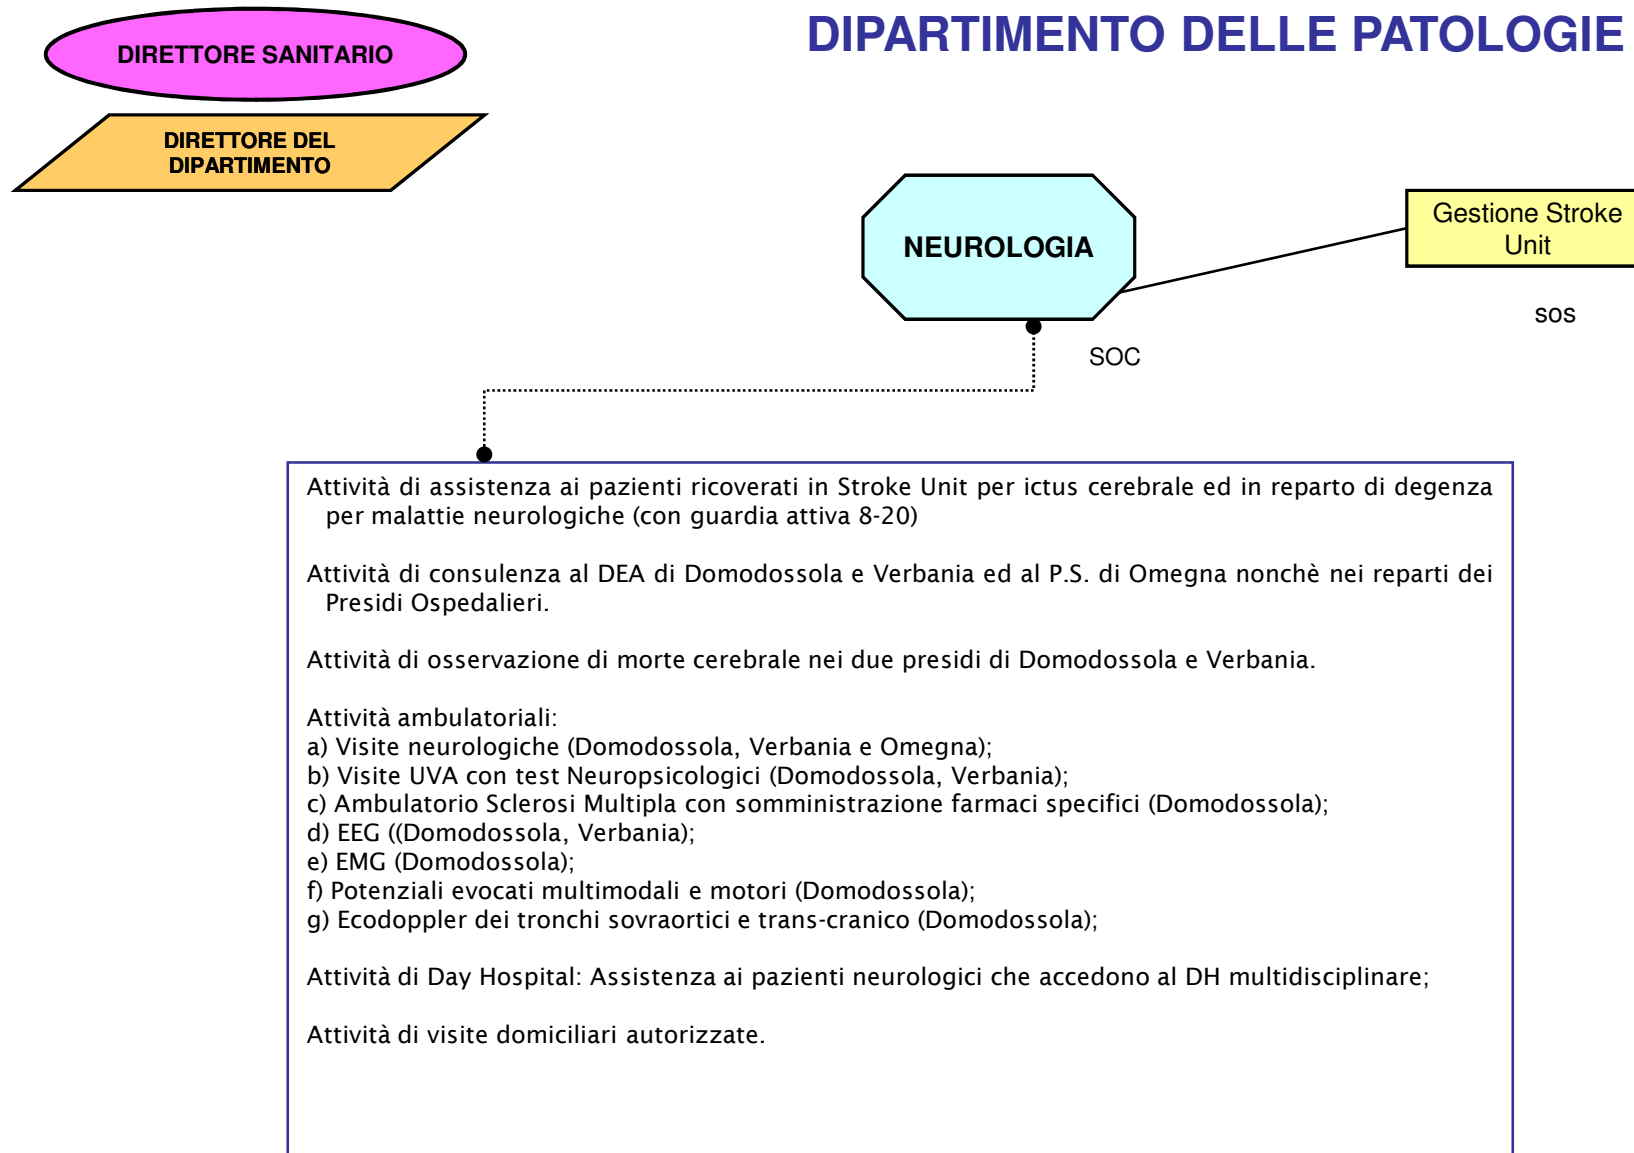 DIRETTORE SANITARIO
DIPARTIMENTO DELLE PATOLOGIE
DIRETTORE DEL
DIPARTIMENTO
NEUROLOGIA
Gestione Stroke
Unit
sos
SOC
Attività di assistenza ai pazienti ricoverati in Stroke Unit per ictus cerebrale ed in reparto di degenza
per malattie neurologiche (con guardia attiva 8-20)
Attività di consulenza al DEA di Domodossola e Verbania ed al P.S. di Omegna nonchè nei reparti dei
Presidi Ospedalieri.
Attività di osservazione di morte cerebrale nei due presidi di Domodossola e Verbania.
Attività ambulatoriali:
a) Visite neurologiche (Domodossola, Verbania e Omegna);
b) Visite UVA con test Neuropsicologici (Domodossola, Verbania);
c) Ambulatorio Sclerosi Multipla con somministrazione farmaci specifici (Domodossola);
d) EEG ((Domodossola, Verbania);
e) EMG (Domodossola);
f) Potenziali evocati multimodali e motori (Domodossola);
g) Ecodoppler dei tronchi sovraortici e trans-cranico (Domodossola);
Attività di Day Hospital: Assistenza ai pazienti neurologici che accedono al DH multidisciplinare;
Attività di visite domiciliari autorizzate.